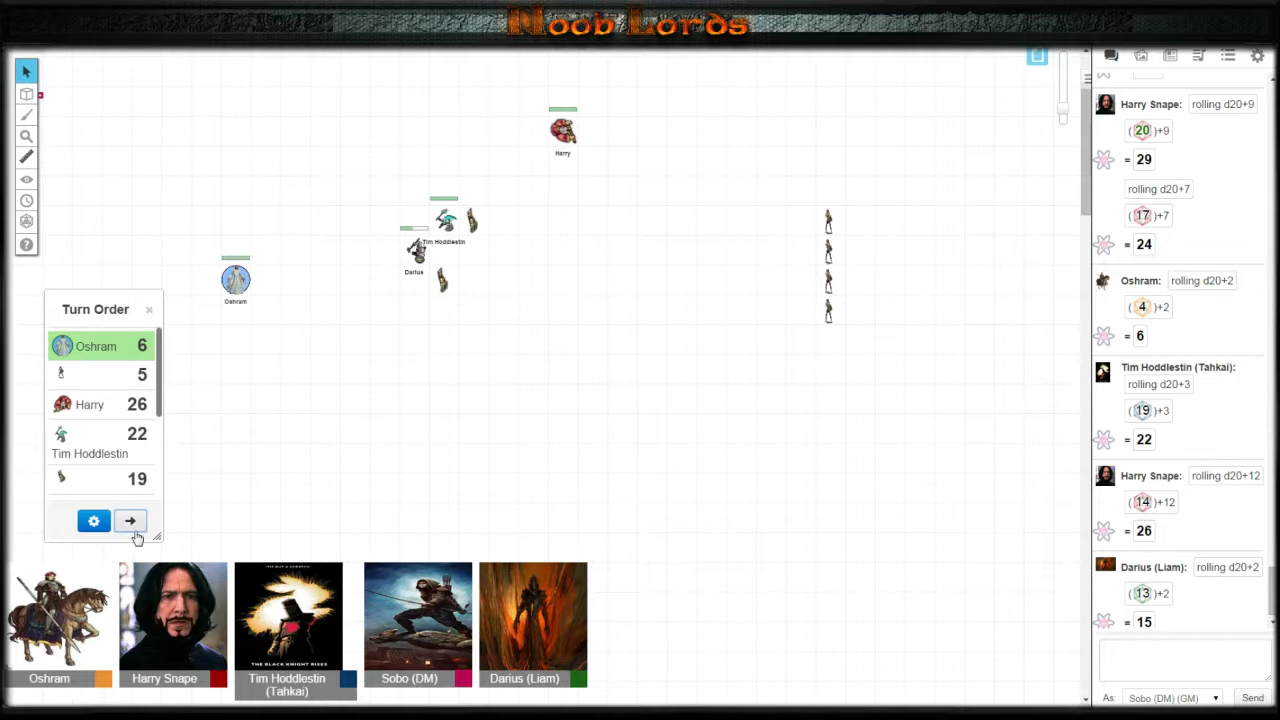 Noob Lords
Harry
Tim Hoddlestin
Darius
Oshram
Turn Order ×
Oshram 6
5
Harry 26
22
Tim Hoddlestin
19
THE BLACK KNIGHT RISES
Oshram
Harry Snape
Tim Hoddlestin
(Tahkai)
Sobo (DM)
Darius (Liam)
Harry Snape: rolling d20+9
(20)+9
= 29
rolling d20+7
(17)+7
= 24
Oshram: rolling d20+2
(4)+2
= 6
Tim Hoddlestin (Tahkai):
rolling d20+3
(19)+3
= 22
Harry Snape: rolling d20+12
(14)+12
= 26
Darius (Liam): rolling d20+2
(13)+2
= 15
As: Sobo (DM) (GM) Send